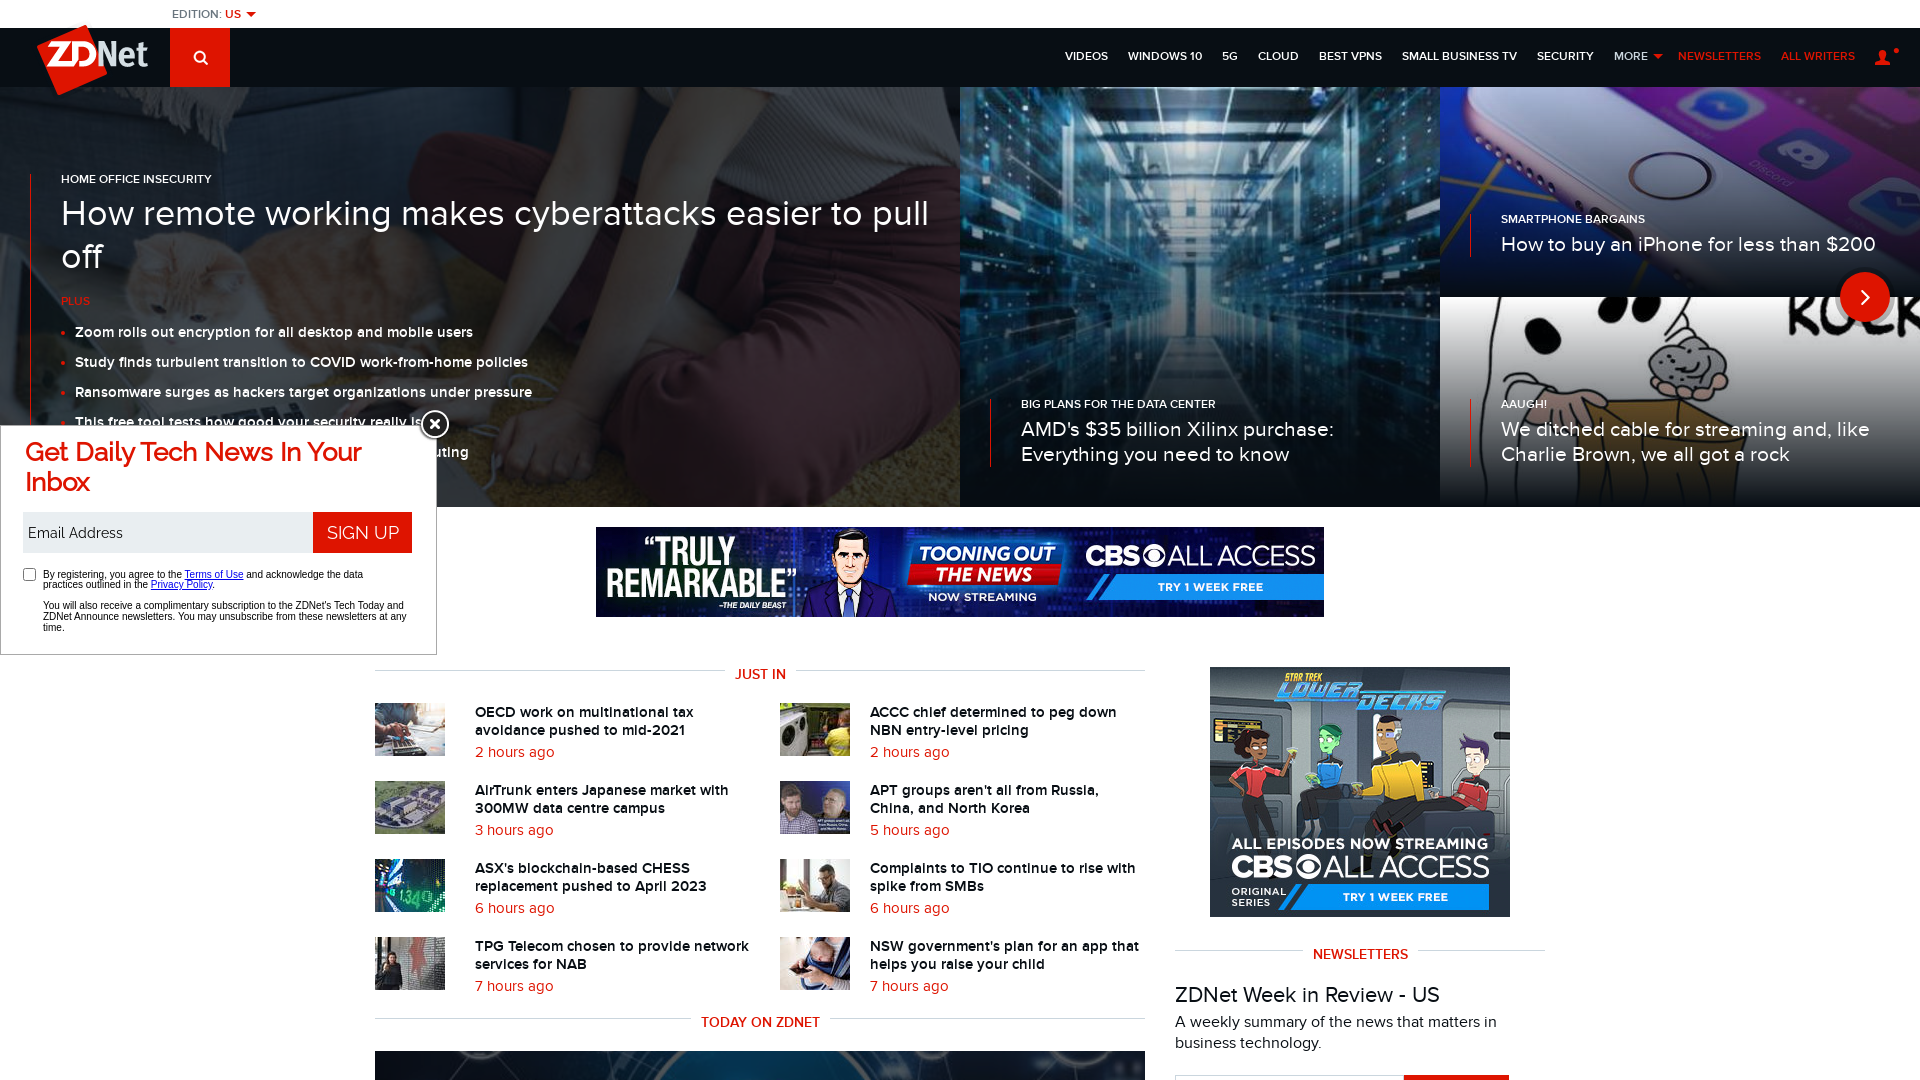 EDITION: US
ZDNet
VIDEOS WINDOWS 10 5G CLOUD BEST VPNS SMALL BUSINESS TV SECURITY MORE NEWSLETTERS ALL WRITERS
HOME OFFICE INSECURITY
How remote working makes cyberattacks easier to pull
off
PLUS
Zoom rolls out encryption for all desktop and mobile users
Study finds turbulent transition to COVID work-from-home policies
Ransomware surges as hackers target organizations under pressure
This free tool tests how good your security really is
uting
BIG PLANS FOR THE DATA CENTER
AMD's $35 billion Xilinx purchase:
Everything you need to know
Discord
SMARTPHONE BARGAINS
How to buy an iPhone for less than $200
ROCK
AAUGH!
We ditched cable for streaming and, like
Charlie Brown, we all got a rock
Get Daily Tech News In Your
Inbox
Email Address
SIGN UP
By registering, you agree to the Terms of Use and acknowledge the data
practices outlined in the Privacy Policy.
You will also receive a complimentary subscription to the ZDNet's Tech Today and
ZDNet Announce newsletters. You may unsubscribe from these newsletters at any
time.
“TRULY
REMARKABLE”
–THE DAILY BEAST
TOONING OUT
THE NEWS
NOW STREAMING
CBS ALL ACCESS
TRY 1 WEEK FREE
JUST IN
OECD work on multinational tax
avoidance pushed to mid-2021
2 hours ago
ACCC chief determined to peg down
NBN entry-level pricing
2 hours ago
AirTrunk enters Japanese market with
300MW data centre campus
3 hours ago
APT groups aren't all from Russia,
China, and North Korea
5 hours ago
ASX's blockchain-based CHESS
replacement pushed to April 2023
6 hours ago
Complaints to TIO continue to rise with
spike from SMBs
6 hours ago
TPG Telecom chosen to provide network
services for NAB
7 hours ago
NSW government's plan for an app that
helps you raise your child
7 hours ago
TODAY ON ZDNET
STAR TREK
LOWER DECKS
ALL EPISODES NOW STREAMING
CBS ALL ACCESS
ORIGINAL
SERIES
TRY 1 WEEK FREE
NEWSLETTERS
ZDNet Week in Review - US
A weekly summary of the news that matters in
business technology.